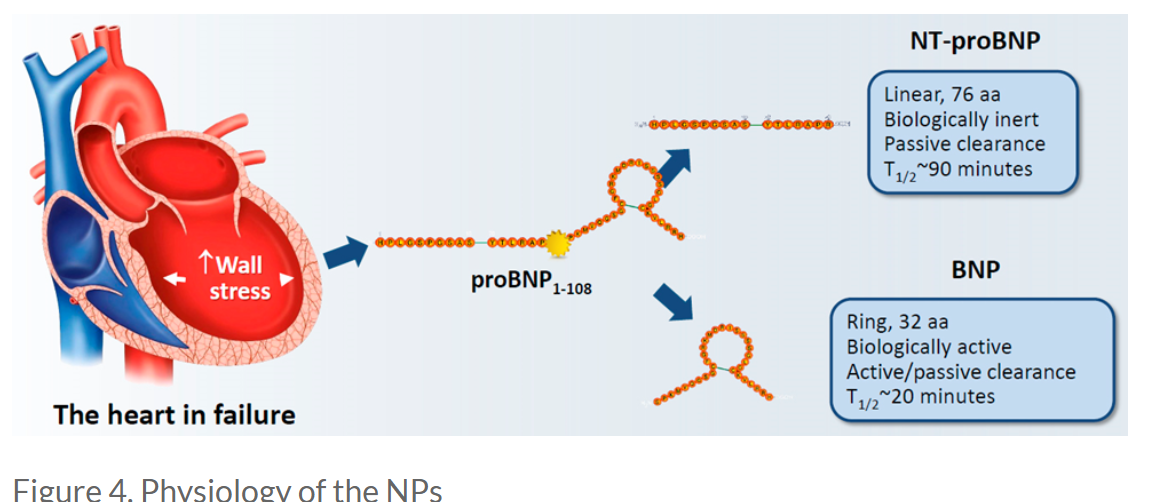 NT-proBNP
Linear, 76 aa
Biologically inert
Passive clearance
T1/2~90 minutes
↑Wall
stress
proBNP1-108
BNP
Ring, 32 aa
Biologically active
Active/passive clearance
T1/2~20 minutes
The heart in failure
Figure 4. Physiology of the NPs